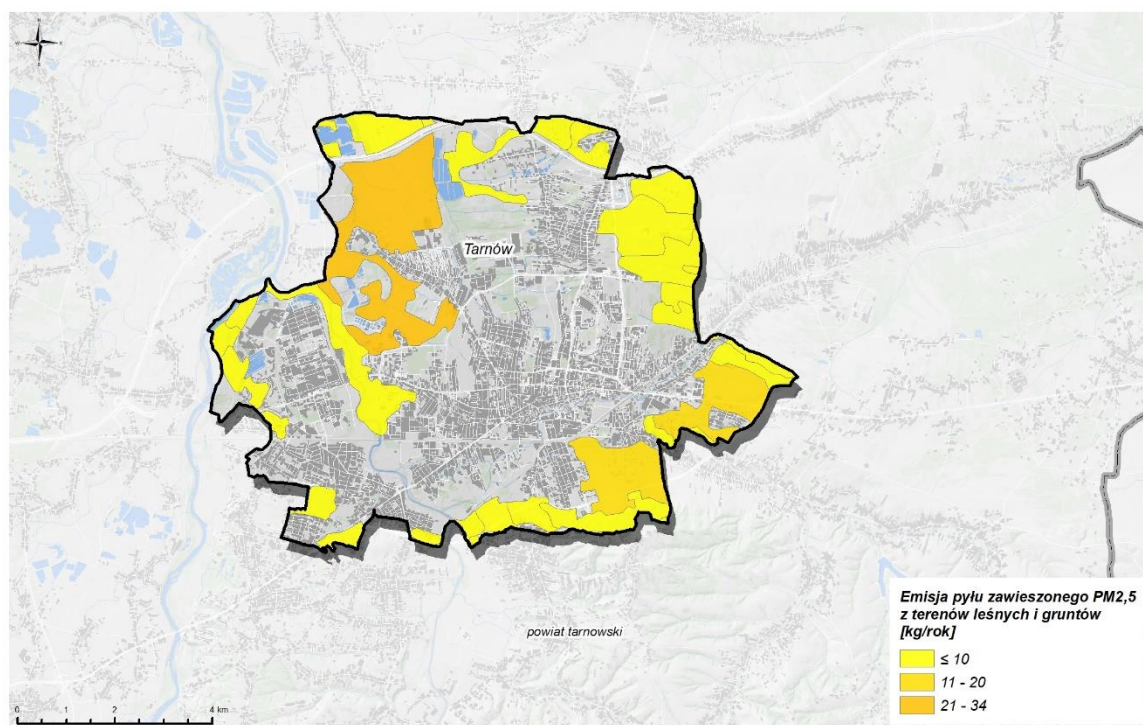 N
W
E
S
Tarnów
powiat tarnowski
Emisja pyłu zawieszonego PM2,5
z terenów leśnych i gruntów
[kg/rok]
≤ 10
11 - 20
21 - 34
0 1 2 4 km